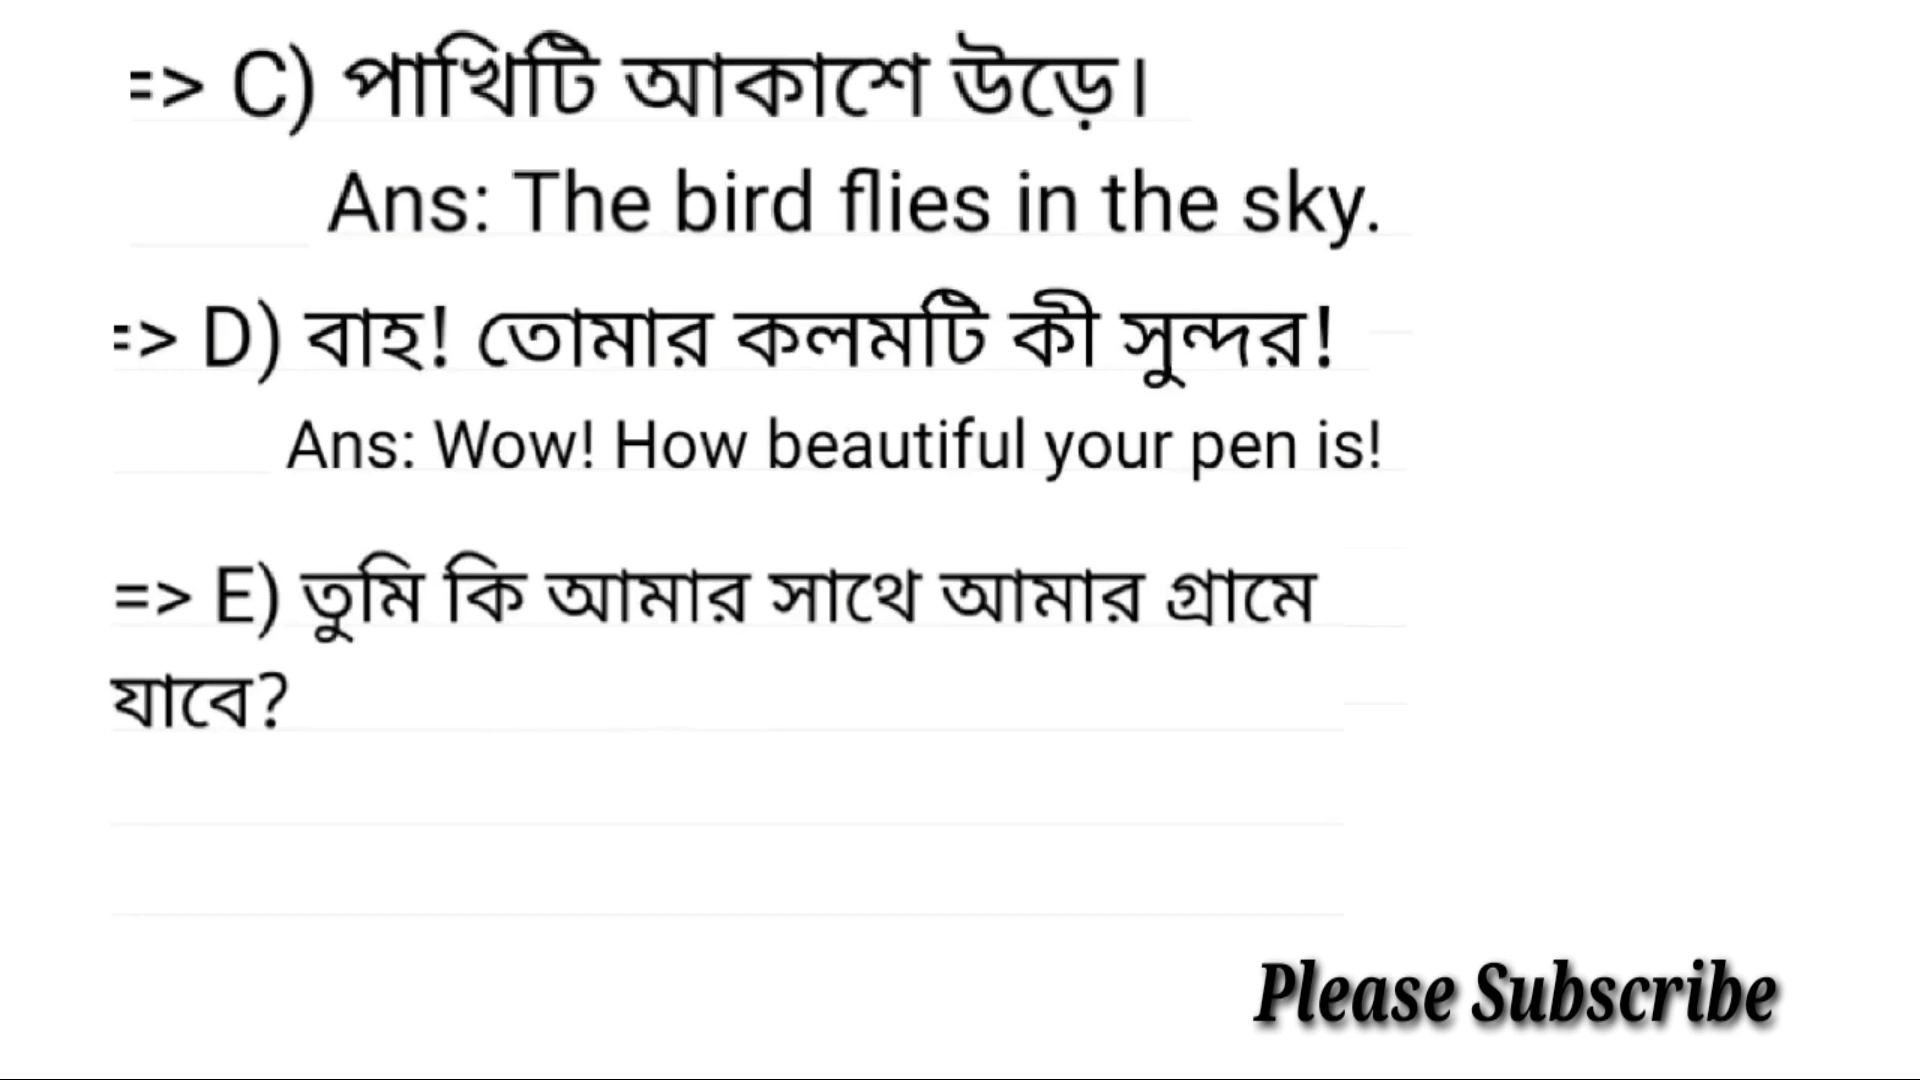 => C) পাখিটি আকাশে উড়ে।
Ans: The bird flies in the sky.
=> D) বাহ! তোমার কলমটি কী সুন্দর!
Ans: Wow! How beautiful your pen is!
=> E) তুমি কি আমার সাথে আমার গ্রামে
যাবে?
Please Subscribe